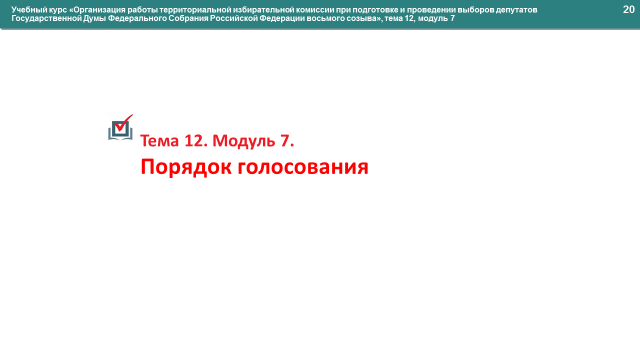 Учебный курс «Организация работы территориальной избирательной комиссии при подготовке и проведении выборов депутатов
Государственной Думы Федерального Собрания Российской Федерации восьмого созыва», тема 12, модуль 7
20
Тема 12. Модуль 7.
Порядок голосования